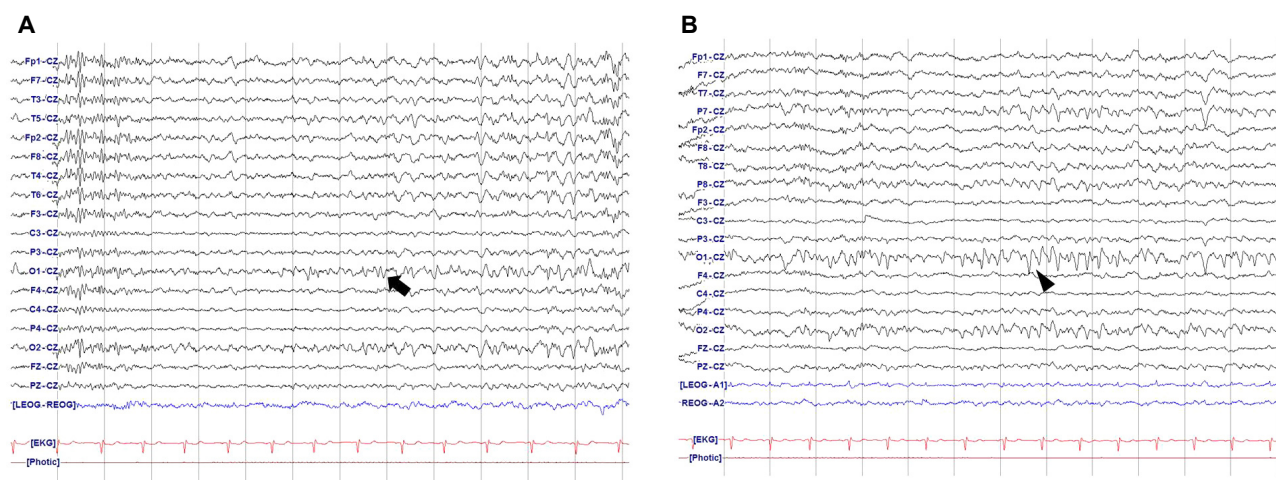 A
Fp1-CZ
F7-CZ
T3-CZ
T5-CZ
Fp2-CZ
F8-CZ
T4-CZ
T6-CZ
F3-CZ
C3-CZ
P3-CZ
O1-CZ
F4-CZ
C4-CZ
P4-CZ
O2-CZ
FZ-CZ
PZ-CZ
[LEOG-REOG]
[EKG]
[Photic]
B
Fp1-CZ
F7-CZ
T7-CZ
P7-CZ
Fp2-CZ
F8-CZ
T8-CZ
P8-CZ
F3-CZ
C3-CZ
P3-CZ
O1-CZ
F4-CZ
C4-CZ
P4-CZ
O2-CZ
FZ-CZ
PZ-CZ
[LEOG-A1]
REOG-A2
[EKG]
[Photic]